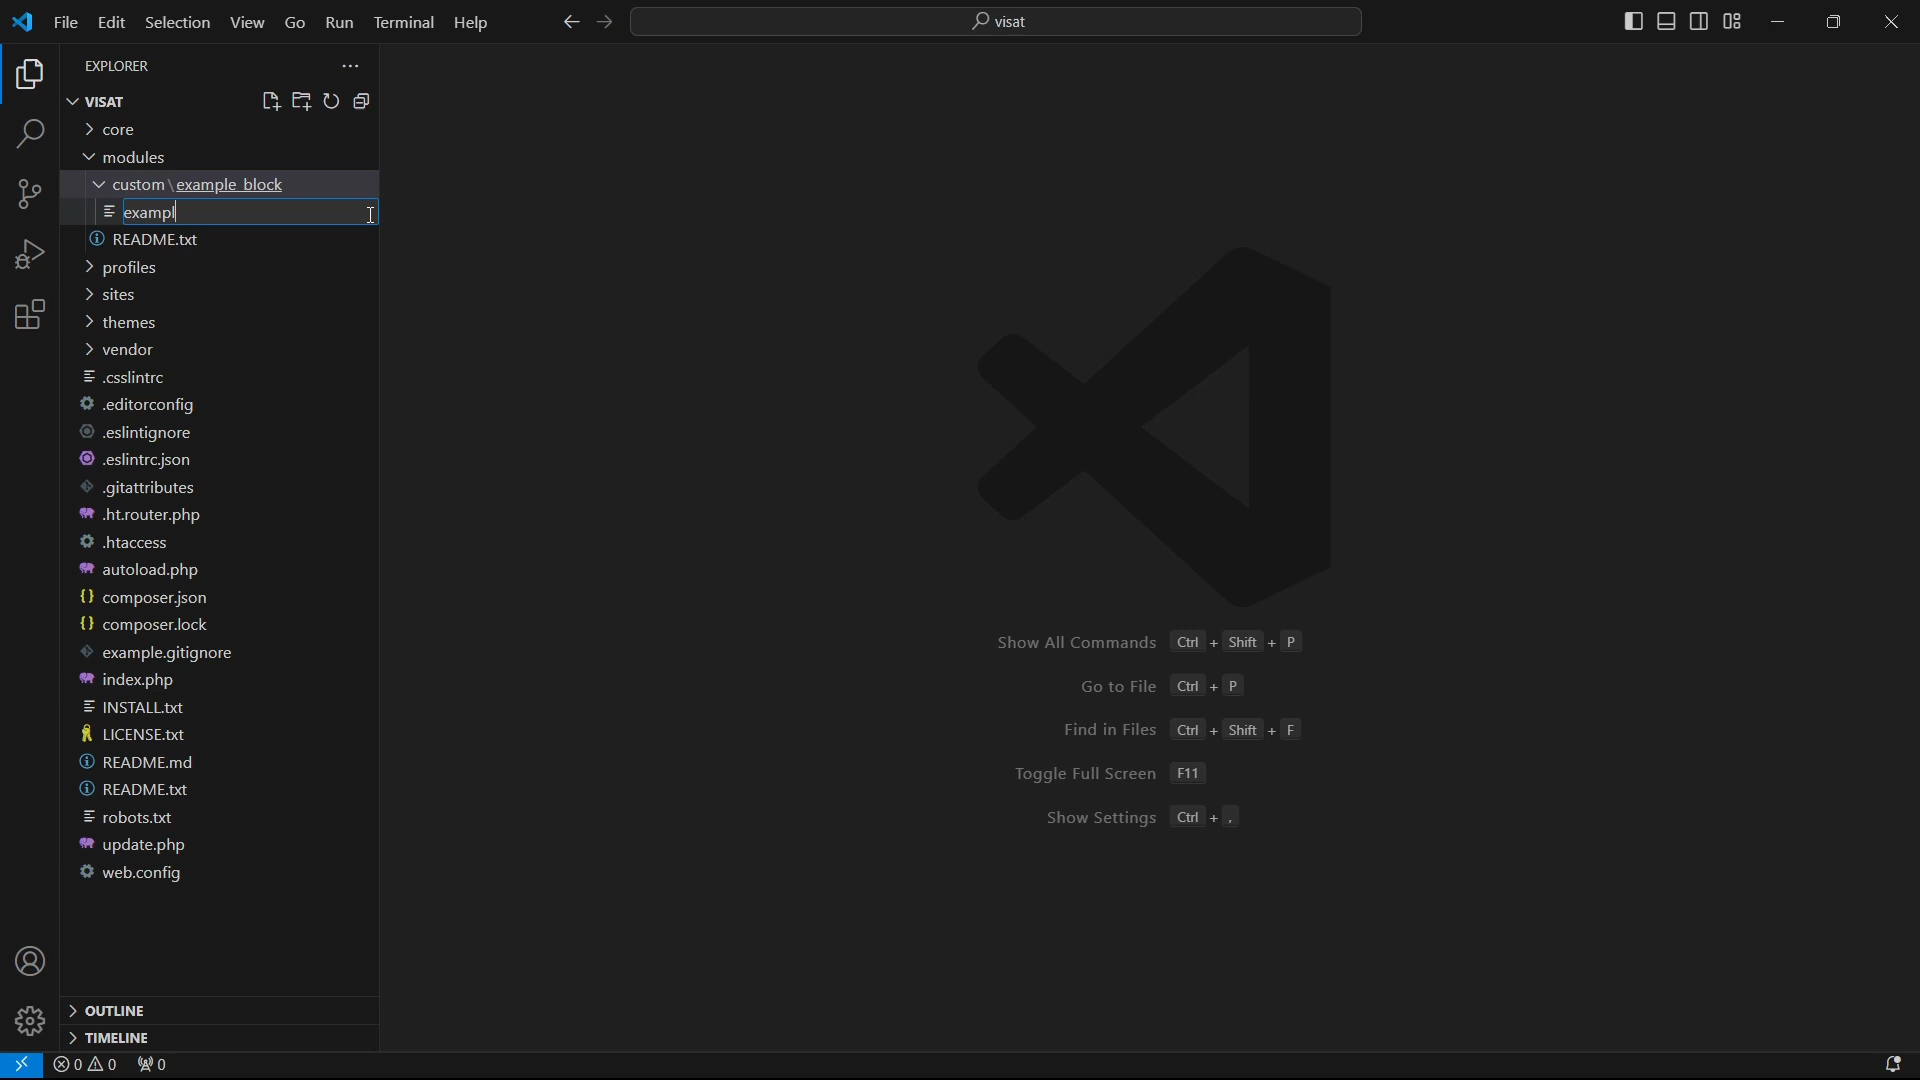 File Edit Selection View Go Run Terminal Help visat
EXPLORER
VISAT
core
modules
custom\example_block
exampl
README.txt
profiles
sites
themes
vendor
.csslintrc
.editorconfig
.eslintignore
.eslintrc.json
.gitattributes
.ht.router.php
.htaccess
autoload.php
composer.json
composer.lock
example.gitignore
index.php
INSTALL.txt
LICENSE.txt
README.md
README.txt
robots.txt
update.php
web.config
Show All Commands Ctrl + Shift + P
Go to File Ctrl + P
Find in Files Ctrl + Shift + F
Toggle Full Screen F11
Show Settings Ctrl + ,
OUTLINE
TIMELINE
0 0 0